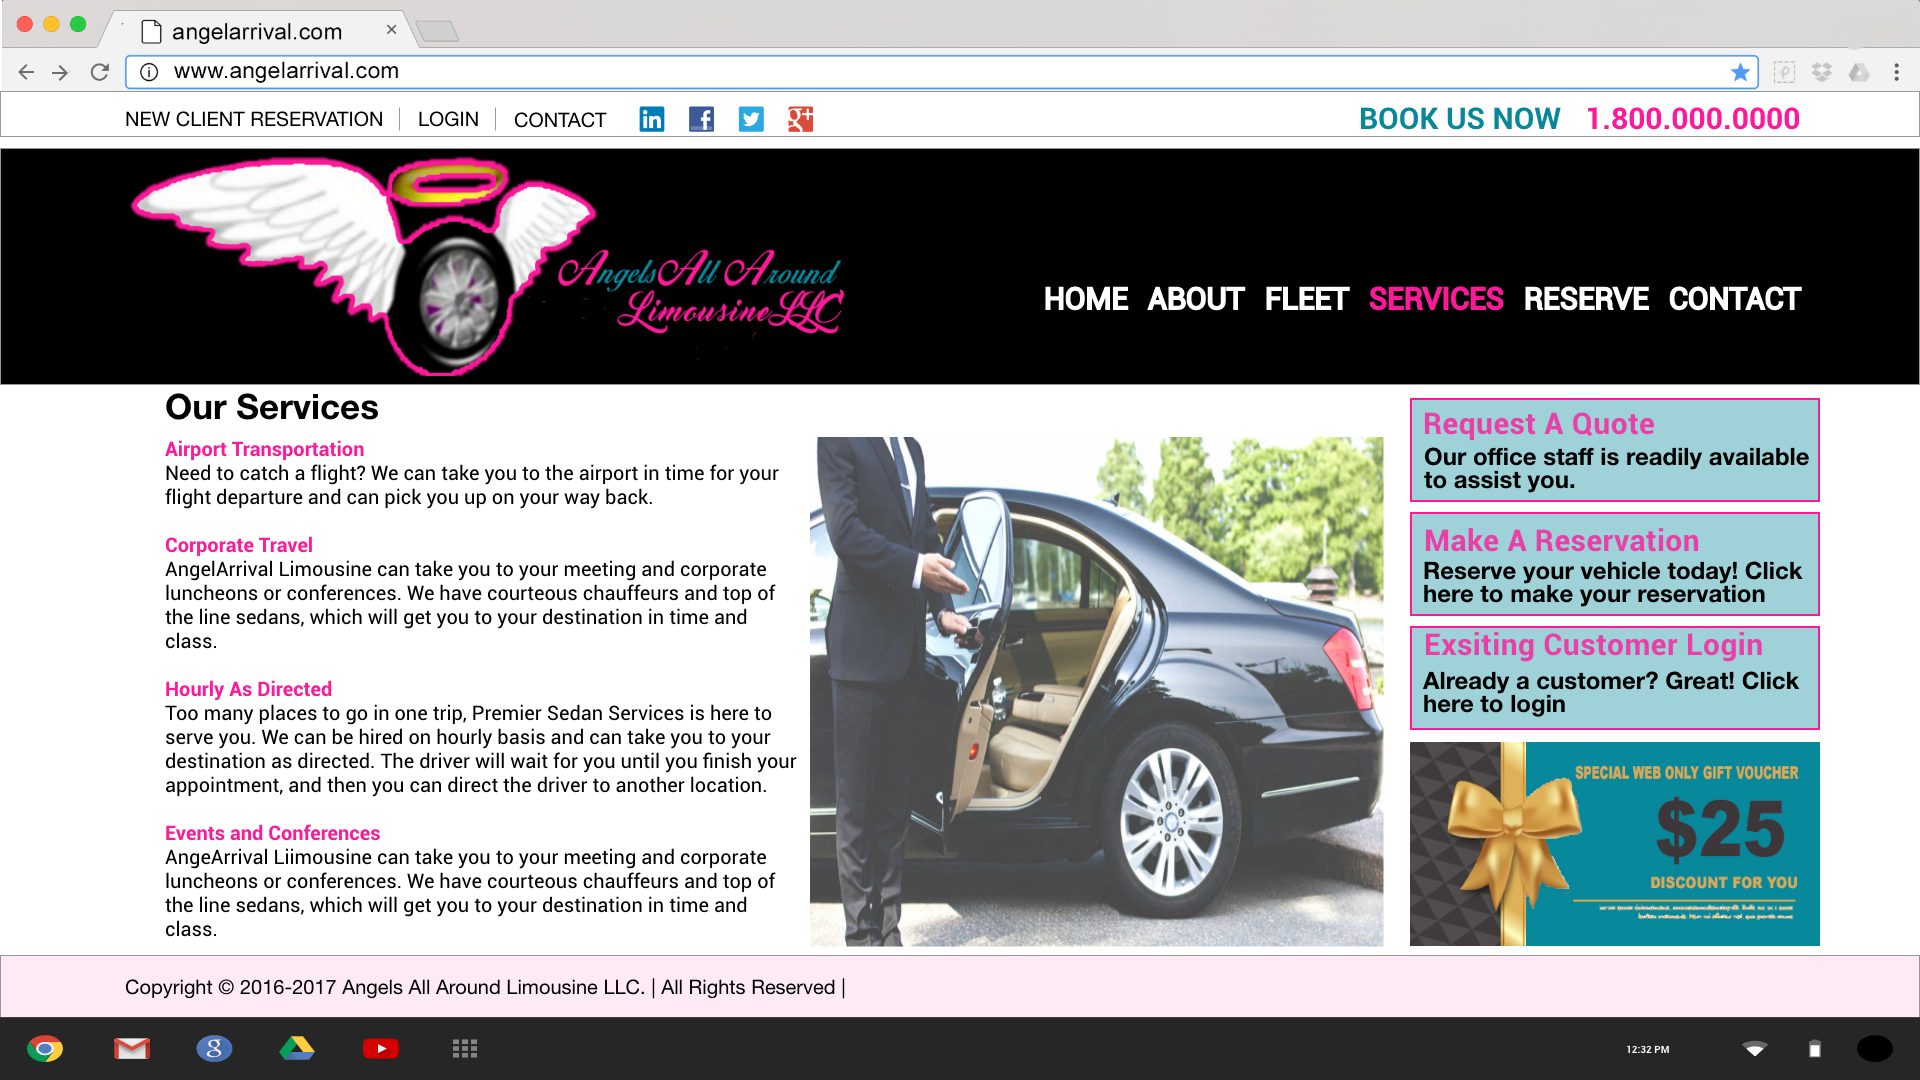 angelarrival.com
www.angelarrival.com
NEW CLIENT RESERVATION
LOGIN
CONTACT
BOOK US NOW 1.800.000.0000
Angels All Around
Limousine LLC
HOME ABOUT FLEET SERVICES RESERVE CONTACT
Our Services
Airport Transportation
Need to catch a flight? We can take you to the airport in time for your
flight departure and can pick you up on your way back.
Corporate Travel
AngelArrival Limousine can take you to your meeting and corporate
luncheons or conferences. We have courteous chauffeurs and top of
the line sedans, which will get you to your destination in time and
class.
Hourly As Directed
Too many places to go in one trip, Premier Sedan Services is here to
serve you. We can be hired on hourly basis and can take you to your
destination as directed. The driver will wait for you until you finish your
appointment, and then you can direct the driver to another location.
Events and Conferences
AngeArrival Liimousine can take you to your meeting and corporate
luncheons or conferences. We have courteous chauffeurs and top of
the line sedans, which will get you to your destination in time and
class.
Request A Quote
Our office staff is readily available
to assist you.
Make A Reservation
Reserve your vehicle today! Click
here to make your reservation
Exsiting Customer Login
Already a customer? Great! Click
here to login
SPECIAL WEB ONLY GIFT VOUCHER
$25
DISCOUNT FOR YOU
Copyright © 2016-2017 Angels All Around Limousine LLC. | All Rights Reserved |
12:32 PM